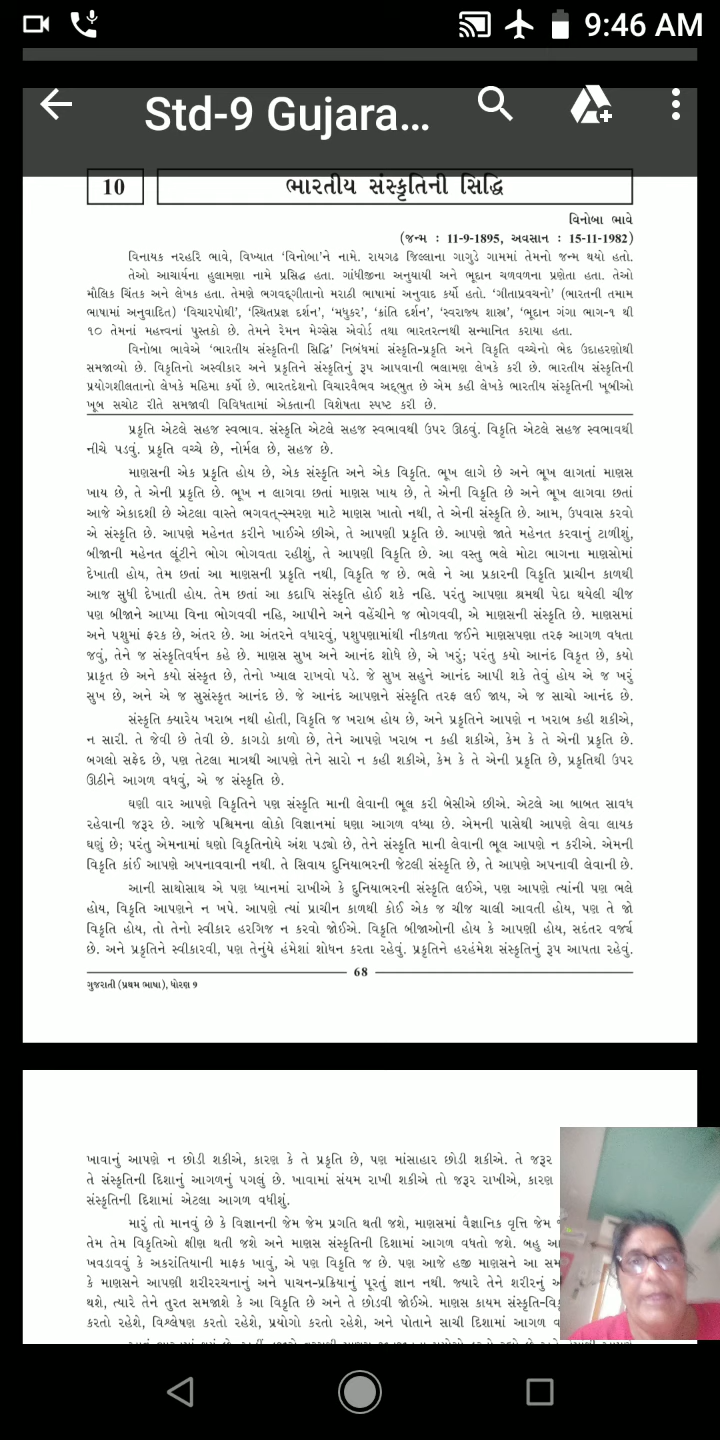 9:46 AM
Std-9 Gujara...
10 ભારતીય સંસ્કૃતિની સિદ્ધિ
વિનોબા ભાવે
(જન્મ : 11-9-1895, અવસાન : 15-11-1982)
વિનાયક નરહરિ ભાવે, વિખ્યાત ‘વિનોબા’ને નામે. રાયગઢ જિલ્લાના ગાગુડે ગામમાં તેમનો જન્મ થયો હતો.
તેઓ આચાર્યના હુલામણા નામે પ્રસિદ્ધ હતા. ગાંધીજીના અનુયાયી અને ભૂદાન ચળવળના પ્રણેતા હતા. તેઓ
મૌલિક ચિંતક અને લેખક હતા. તેમણે ભગવદ્ગીતાનો મરાઠી ભાષામાં અનુવાદ કર્યો હતો. ‘ગીતાપ્રવચનો’ (ભારતની તમામ
ભાષામાં અનુવાદિત) ‘વિચારપોથી’, ‘સ્થિતપ્રજ્ઞ દર્શન’, ‘મધુકર’, ‘ક્રાંતિ દર્શન’, ‘સ્વરાજ્ય શાસ્ત્ર’, ‘ભૂદાન ગંગા ભાગ-૧ થી
૧૦ તેમનાં મહત્ત્વનાં પુસ્તકો છે. તેમને રેમન મેગ્સેસ એવોર્ડ તથા ભારતરત્નથી સન્માનિત કરાયા હતા.
વિનોબા ભાવેએ ‘ભારતીય સંસ્કૃતિની સિદ્ધિ’ નિબંધમાં સંસ્કૃતિ-પ્રકૃતિ અને વિકૃતિ વચ્ચેનો ભેદ ઉદાહરણોથી
સમજાવ્યો છે. વિકૃતિનો અસ્વીકાર અને પ્રકૃતિને સંસ્કૃતિનું રૂપ આપવાની ભલામણ લેખકે કરી છે. ભારતીય સંસ્કૃતિની
પ્રયોગશીલતાનો લેખકે મહિમા કર્યો છે. ભારતદેશનો વિચારવૈભવ અદ્ભુત છે એમ કહી લેખકે ભારતીય સંસ્કૃતિની ખૂબીઓ
ખૂબ સચોટ રીતે સમજાવી વિવિધતામાં એકતાની વિશેષતા સ્પષ્ટ કરી છે.
પ્રકૃતિ એટલે સહજ સ્વભાવ. સંસ્કૃતિ એટલે સહજ સ્વભાવથી ઉપર ઊઠવું. વિકૃતિ એટલે સહજ સ્વભાવથી
નીચે પડવું. પ્રકૃતિ વચ્ચે છે, નોર્મલ છે, સહજ છે.
માણસની એક પ્રકૃતિ હોય છે, એક સંસ્કૃતિ અને એક વિકૃતિ. ભૂખ લાગે છે અને ભૂખ લાગતાં માણસ
ખાય છે, તે એની પ્રકૃતિ છે. ભૂખ ન લાગવા છતાં માણસ ખાય છે, તે એની વિકૃતિ છે અને ભૂખ લાગવા છતાં
આજે એકાદશી છે એટલા વાસ્તે ભગવત્-સ્મરણ માટે માણસ ખાતો નથી, તે એની સંસ્કૃતિ છે. આમ, ઉપવાસ કરવો
એ સંસ્કૃતિ છે. આપણે મહેનત કરીને ખાઈએ છીએ, તે આપણી પ્રકૃતિ છે. આપણે જાતે મહેનત કરવાનું ટાળીશું,
બીજાની મહેનત લૂંટીને ભોગ ભોગવતા રહીશું, તે આપણી વિકૃતિ છે. આ વસ્તુ ભલે મોટા ભાગના માણસોમાં
દેખાતી હોય, તેમ છતાં આ માણસની પ્રકૃતિ નથી, વિકૃતિ જ છે. ભલે ને આ પ્રકારની વિકૃતિ પ્રાચીન કાળથી
આજ સુધી દેખાતી હોય. તેમ છતાં આ કદાપિ સંસ્કૃતિ હોઈ શકે નહિ. પરંતુ આપણા શ્રમથી પેદા થયેલી ચીજ
પણ બીજાને આપ્યા વિના ભોગવવી નહિ, આપીને અને વહેંચીને જ ભોગવવી, એ માણસની સંસ્કૃતિ છે. માણસમાં
અને પશુમાં ફરક છે, અંતર છે. આ અંતરને વધારવું, પશુપણામાંથી નીકળતા જઈને માણસપણા તરફ આગળ વધતા
જવું, તેને જ સંસ્કૃતિવર્ધન કહે છે. માણસ સુખ અને આનંદ શોધે છે, એ ખરું; પરંતુ કયો આનંદ વિકૃત છે, કયો
પ્રાકૃત છે અને કયો સંસ્કૃત છે, તેનો ખ્યાલ રાખવો પડે. જે સુખ સહુને આનંદ આપી શકે તેવું હોય એ જ ખરું
સુખ છે, અને એ જ સુસંસ્કૃત આનંદ છે. જે આનંદ આપણને સંસ્કૃતિ તરફ લઈ જાય, એ જ સાચો આનંદ છે.
સંસ્કૃતિ ક્યારેય ખરાબ નથી હોતી, વિકૃતિ જ ખરાબ હોય છે, અને પ્રકૃતિને આપણે ન ખરાબ કહી શકીએ,
ન સારી. તે જેવી છે તેવી છે. કાગડો કાળો છે, તેને આપણે ખરાબ ન કહી શકીએ, કેમ કે તે એની પ્રકૃતિ છે.
બગલો સફેદ છે, પણ તેટલા માત્રથી આપણે તેને સારો ન કહી શકીએ, કેમ કે તે એની પ્રકૃતિ છે, પ્રકૃતિથી ઉપર
ઊઠીને આગળ વધવું, એ જ સંસ્કૃતિ છે.
ઘણી વાર આપણે વિકૃતિને પણ સંસ્કૃતિ માની લેવાની ભૂલ કરી બેસીએ છીએ. એટલે આ બાબત સાવધ
રહેવાની જરૂર છે. આજે પશ્ચિમના લોકો વિજ્ઞાનમાં ઘણા આગળ વધ્યા છે. એમની પાસેથી આપણે લેવા લાયક
ઘણું છે; પરંતુ એમનામાં ઘણો વિકૃતિનોયે અંશ પડ્યો છે, તેને સંસ્કૃતિ માની લેવાની ભૂલ આપણે ન કરીએ. એમની
વિકૃતિ કાંઈ આપણે અપનાવવાની નથી. તે સિવાય દુનિયાભરની જેટલી સંસ્કૃતિ છે, તે આપણે અપનાવી લેવાની છે.
આની સાથોસાથ એ પણ ધ્યાનમાં રાખીએ કે દુનિયાભરની સંસ્કૃતિ લઈએ, પણ આપણે ત્યાંની પણ ભલે
હોય, વિકૃતિ આપણને ન ખપે. આપણે ત્યાં પ્રાચીન કાળથી કોઈ એક જ ચીજ ચાલી આવતી હોય, પણ તે જો
વિકૃતિ હોય, તો તેનો સ્વીકાર હરગિજ ન કરવો જોઈએ. વિકૃતિ બીજાઓની હોય કે આપણી હોય, સદંતર વર્જ્ય
છે. અને પ્રકૃતિને સ્વીકારવી, પણ તેનુંયે હંમેશાં શોધન કરતા રહેવું. પ્રકૃતિને હરહંમેશ સંસ્કૃતિનું રૂપ આપતા રહેવું.
68
ગુજરાતી (પ્રથમ ભાષા), ધોરણ 9
ખાવાનું આપણે ન છોડી શકીએ, કારણ કે તે પ્રકૃતિ છે, પણ માંસાહાર છોડી શકીએ. તે જરૂર
તે સંસ્કૃતિની દિશાનું આગળનું પગલું છે. ખાવામાં સંયમ રાખી શકીએ તો જરૂર રાખીએ, કારણ
સંસ્કૃતિની દિશામાં એટલા આગળ વધીશું.
મારું તો માનવું છે કે વિજ્ઞાનની જેમ જેમ પ્રગતિ થતી જશે, માણસમાં વૈજ્ઞાનિક વૃત્તિ જેમ
તેમ તેમ વિકૃતિઓ ક્ષીણ થતી જશે અને માણસ સંસ્કૃતિની દિશામાં આગળ વધતો જશે. બહુ
ખવડાવવું કે અકરાંતિયાની માફક ખાવું, એ પણ વિકૃતિ જ છે. પણ આજે હજી માણસને આ
કે માણસને આપણી શરીરરચનાનું અને પાચન-પ્રક્રિયાનું પૂરતું જ્ઞાન નથી. જ્યારે તેને શરીરનું
થશે, ત્યારે તેને તુરત સમજાશે કે આ વિકૃતિ છે અને તે છોડવી જોઈએ. માણસ કાયમ
કરતો રહેશે, વિશ્લેષણ કરતો રહેશે, પ્રયોગો કરતો રહેશે, અને પોતાને સાચી દિશામાં આગળ